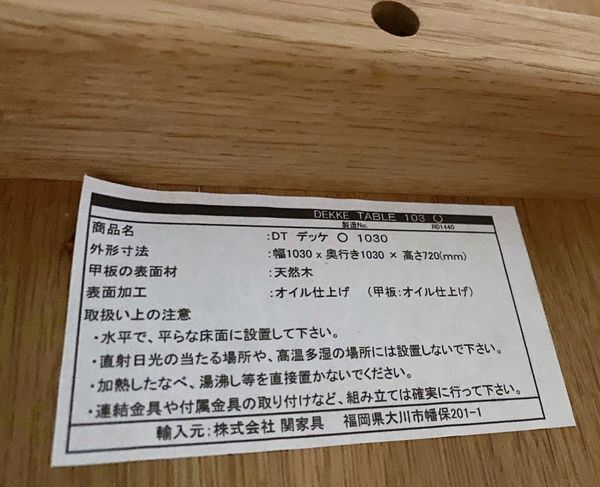 DEKKE TABLE 103 〇
製造No. R01440
商品名 :DT デッケ 〇 1030
外形寸法 :幅1030 x 奥行き1030 × 高さ720(mm)
甲板の表面材 :天然木
表面加工 :オイル仕上げ (甲板:オイル仕上げ)
取扱い上の注意
・水平で、平らな床面に設置して下さい。
・直射日光の当たる場所や、高温多湿の場所には設置しないで下さい。
・加熱したなべ、湯沸し等を直接置かないでください。
・連結金具や付属金具の取り付けなど、組み立ては確実に行って下さい。
輸入元:株式会社 関家具 福岡県大川市幡保201-1